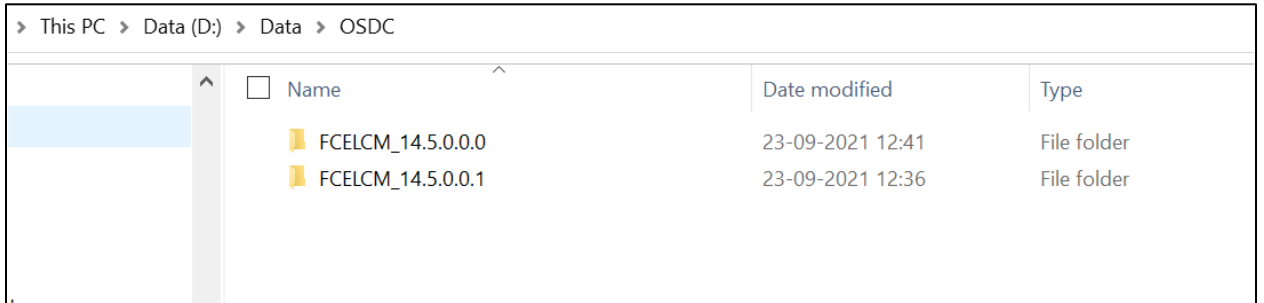 > This PC > Data (D:) > Data > OSDC
Name Date modified Type
FCELCM_14.5.0.0.0 23-09-2021 12:41 File folder
FCELCM_14.5.0.0.1 23-09-2021 12:36 File folder